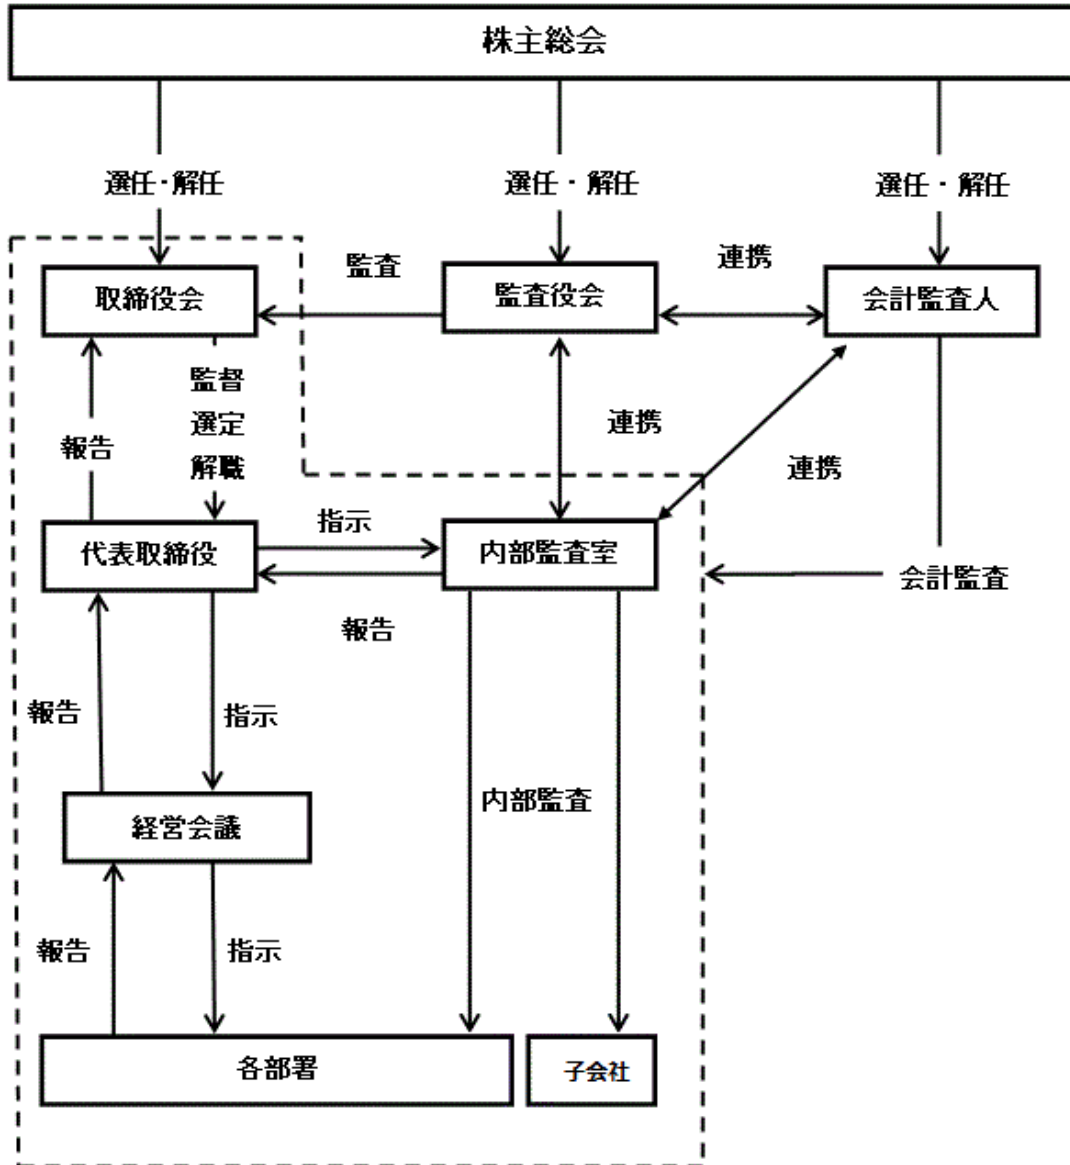 株主総会
選任・解任
選任・解任
選任・解任
取締役会
監査
監査役会
連携
会計監査人
監督
選定
解職
報告
連携
連携
代表取締役
指示
内部監査室
会計監査
報告
報告
指示
経営会議
内部監査
報告
指示
各部署
子会社